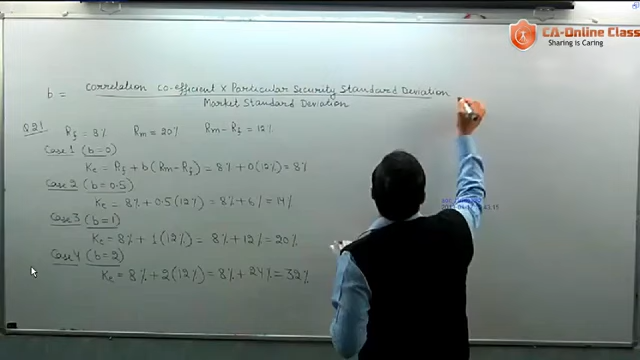 CA-Online Class
Sharing is Caring
b = Correlation Co-efficient × Particular Security Standard Deviation
Market Standard Deviation
Q21 Rf = 8% Rm = 20% Rm - Rf = 12%
Case 1 (b=0)
Ke = Rf + b (Rm - Rf) = 8% + 0(12%) = 8%
Case 2 (b=0.5)
Ke = 8% + 0.5(12%) = 8% + 6% = 14%
Case 3 (b=1)
Ke = 8% + 1(12%) = 8% + 12% = 20%
Case 4 (b=2)
Ke = 8% + 2(12%) = 8% + 24% = 32%